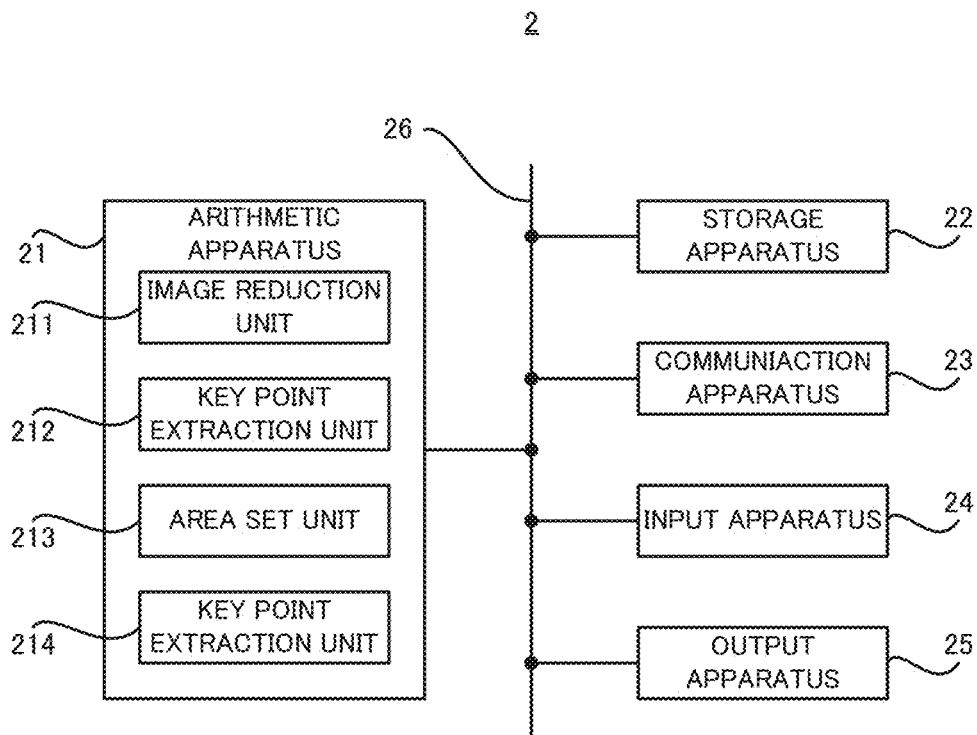 2
26
21
ARITHMETIC
APPARATUS
211
IMAGE REDUCTION
UNIT
212
KEY POINT
EXTRACTION UNIT
213
AREA SET UNIT
214
KEY POINT
EXTRACTION UNIT
STORAGE
APPARATUS
22
COMMUNIACTION
APPARATUS
23
INPUT APPARATUS
24
OUTPUT
APPARATUS
25